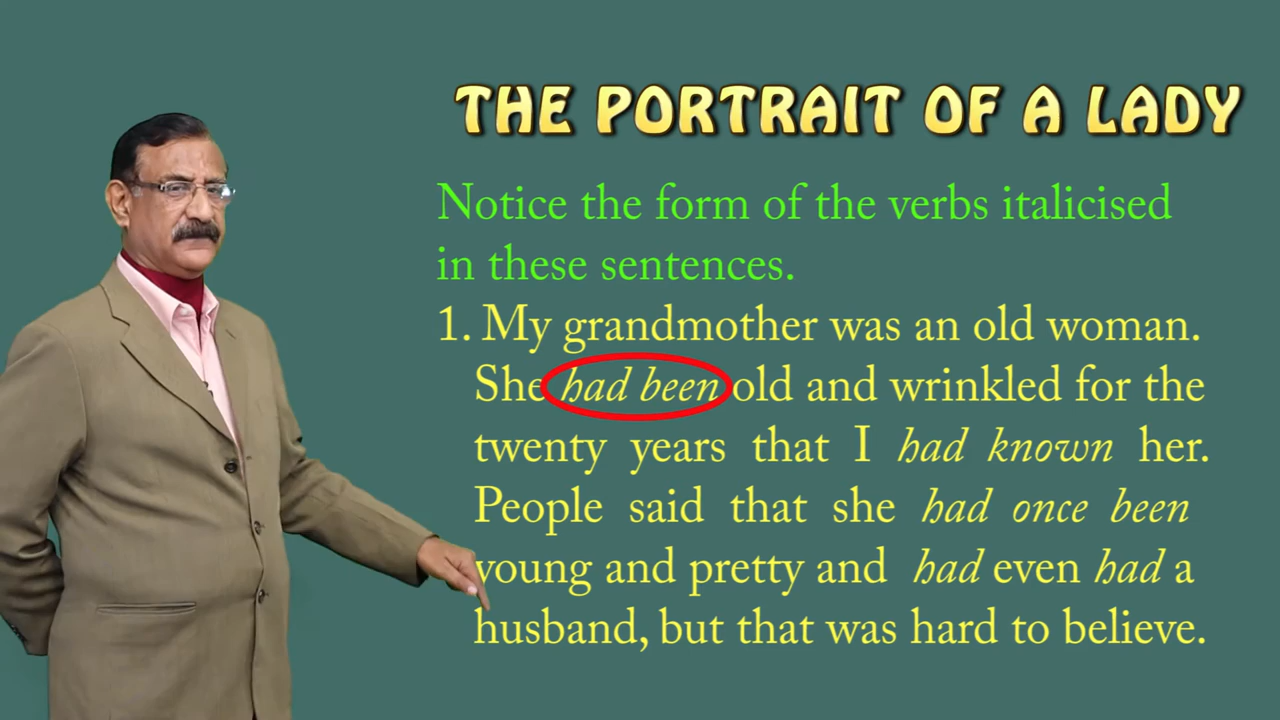 THE PORTRAIT OF A LADY
Notice the form of the verbs italicised
in these sentences.
1. My grandmother was an old woman.
She had been old and wrinkled for the
twenty years that I had known her.
People said that she had once been
young and pretty and had even had a
husband, but that was hard to believe.